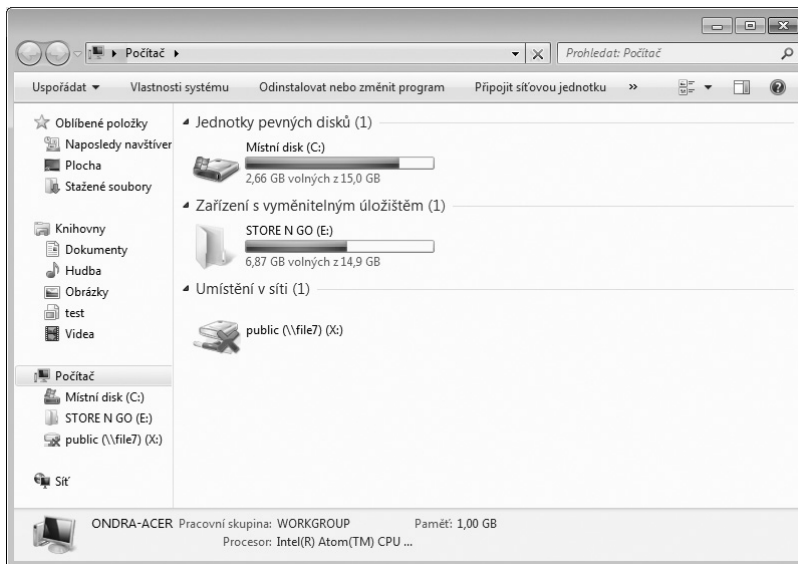 Počítač
Prohledat: Počítač
Uspořádat Vlastnosti systému Odinstalovat nebo změnit program Připojit síťovou jednotku »
Oblíbené položky
Naposledy navštíver
Plocha
Stažené soubory
Knihovny
Dokumenty
Hudba
Obrázky
test
Videa
Počítač
Místní disk (C:)
STORE N GO (E:)
public (\\file7) (X:)
Síť
Jednotky pevných disků (1)
Místní disk (C:)
2,66 GB volných z 15,0 GB
Zařízení s vyměnitelným úložištěm (1)
STORE N GO (E:)
6,87 GB volných z 14,9 GB
Umístění v síti (1)
public (\\file7) (X:)
ONDRA-ACER Pracovní skupina: WORKGROUP Paměť: 1,00 GB
Procesor: Intel(R) Atom(TM) CPU ...